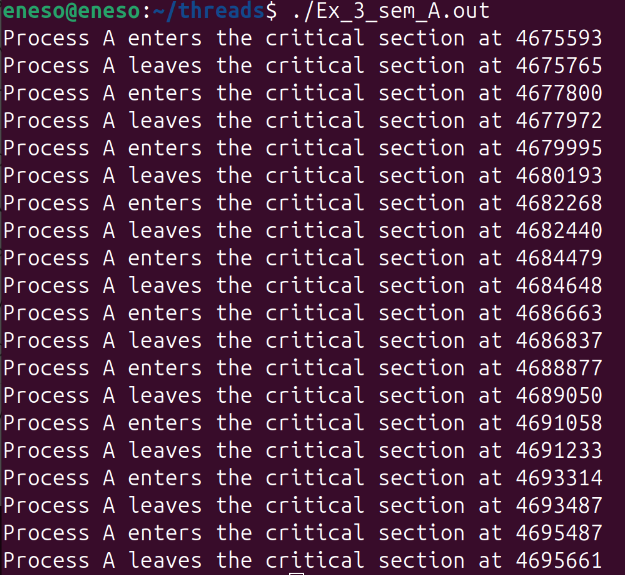 eneso@eneso:~/threads$ ./Ex_3_sem_A.out
Process A enters the critical section at 4675593
Process A leaves the critical section at 4675765
Process A enters the critical section at 4677800
Process A leaves the critical section at 4677972
Process A enters the critical section at 4679995
Process A leaves the critical section at 4680193
Process A enters the critical section at 4682268
Process A leaves the critical section at 4682440
Process A enters the critical section at 4684479
Process A leaves the critical section at 4684648
Process A enters the critical section at 4686663
Process A leaves the critical section at 4686837
Process A enters the critical section at 4688877
Process A leaves the critical section at 4689050
Process A enters the critical section at 4691058
Process A leaves the critical section at 4691233
Process A enters the critical section at 4693314
Process A leaves the critical section at 4693487
Process A enters the critical section at 4695487
Process A leaves the critical section at 4695661